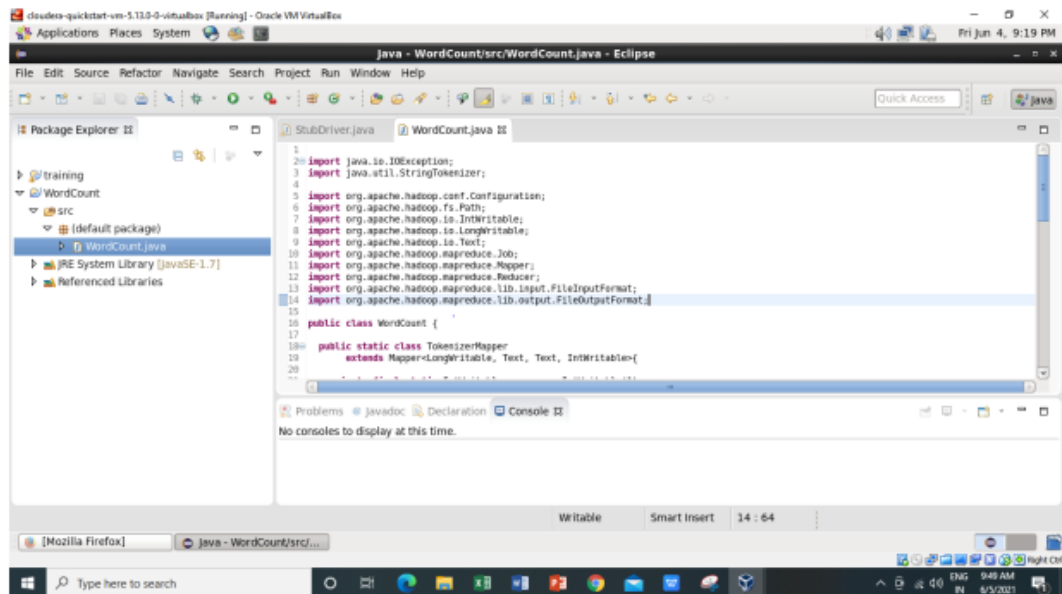 cloudera-quickstart-vm-5.13.0-0-virtualbox [Running] - Oracle VM VirtualBox
Applications Places System
Fri Jun 4, 9:19 PM
Java - WordCount/src/WordCount.java - Eclipse
File Edit Source Refactor Navigate Search Project Run Window Help
Quick Access
Java
Package Explorer
StubDriver.java
WordCount.java
training
WordCount
src
(default package)
WordCount.java
JRE System Library [JavaSE-1.7]
Referenced Libraries
1
2 import java.io.IOException;
3 import java.util.StringTokenizer;
4
5 import org.apache.hadoop.conf.Configuration;
6 import org.apache.hadoop.fs.Path;
7 import org.apache.hadoop.io.IntWritable;
8 import org.apache.hadoop.io.LongWritable;
9 import org.apache.hadoop.io.Text;
10 import org.apache.hadoop.mapreduce.Job;
11 import org.apache.hadoop.mapreduce.Mapper;
12 import org.apache.hadoop.mapreduce.Reducer;
13 import org.apache.hadoop.mapreduce.lib.input.FileInputFormat;
14 import org.apache.hadoop.mapreduce.lib.output.FileOutputFormat;
15
16 public class WordCount {
17
18 public static class TokenizerMapper
19 extends Mapper<LongWritable, Text, Text, IntWritable>{
20
Problems Javadoc Declaration Console
No consoles to display at this time.
Writable Smart Insert 14 : 64
[Mozilla Firefox]
Java - WordCount/src/...
Right Ctrl
Type here to search
ENG
IN
9:49 AM
6/5/2021